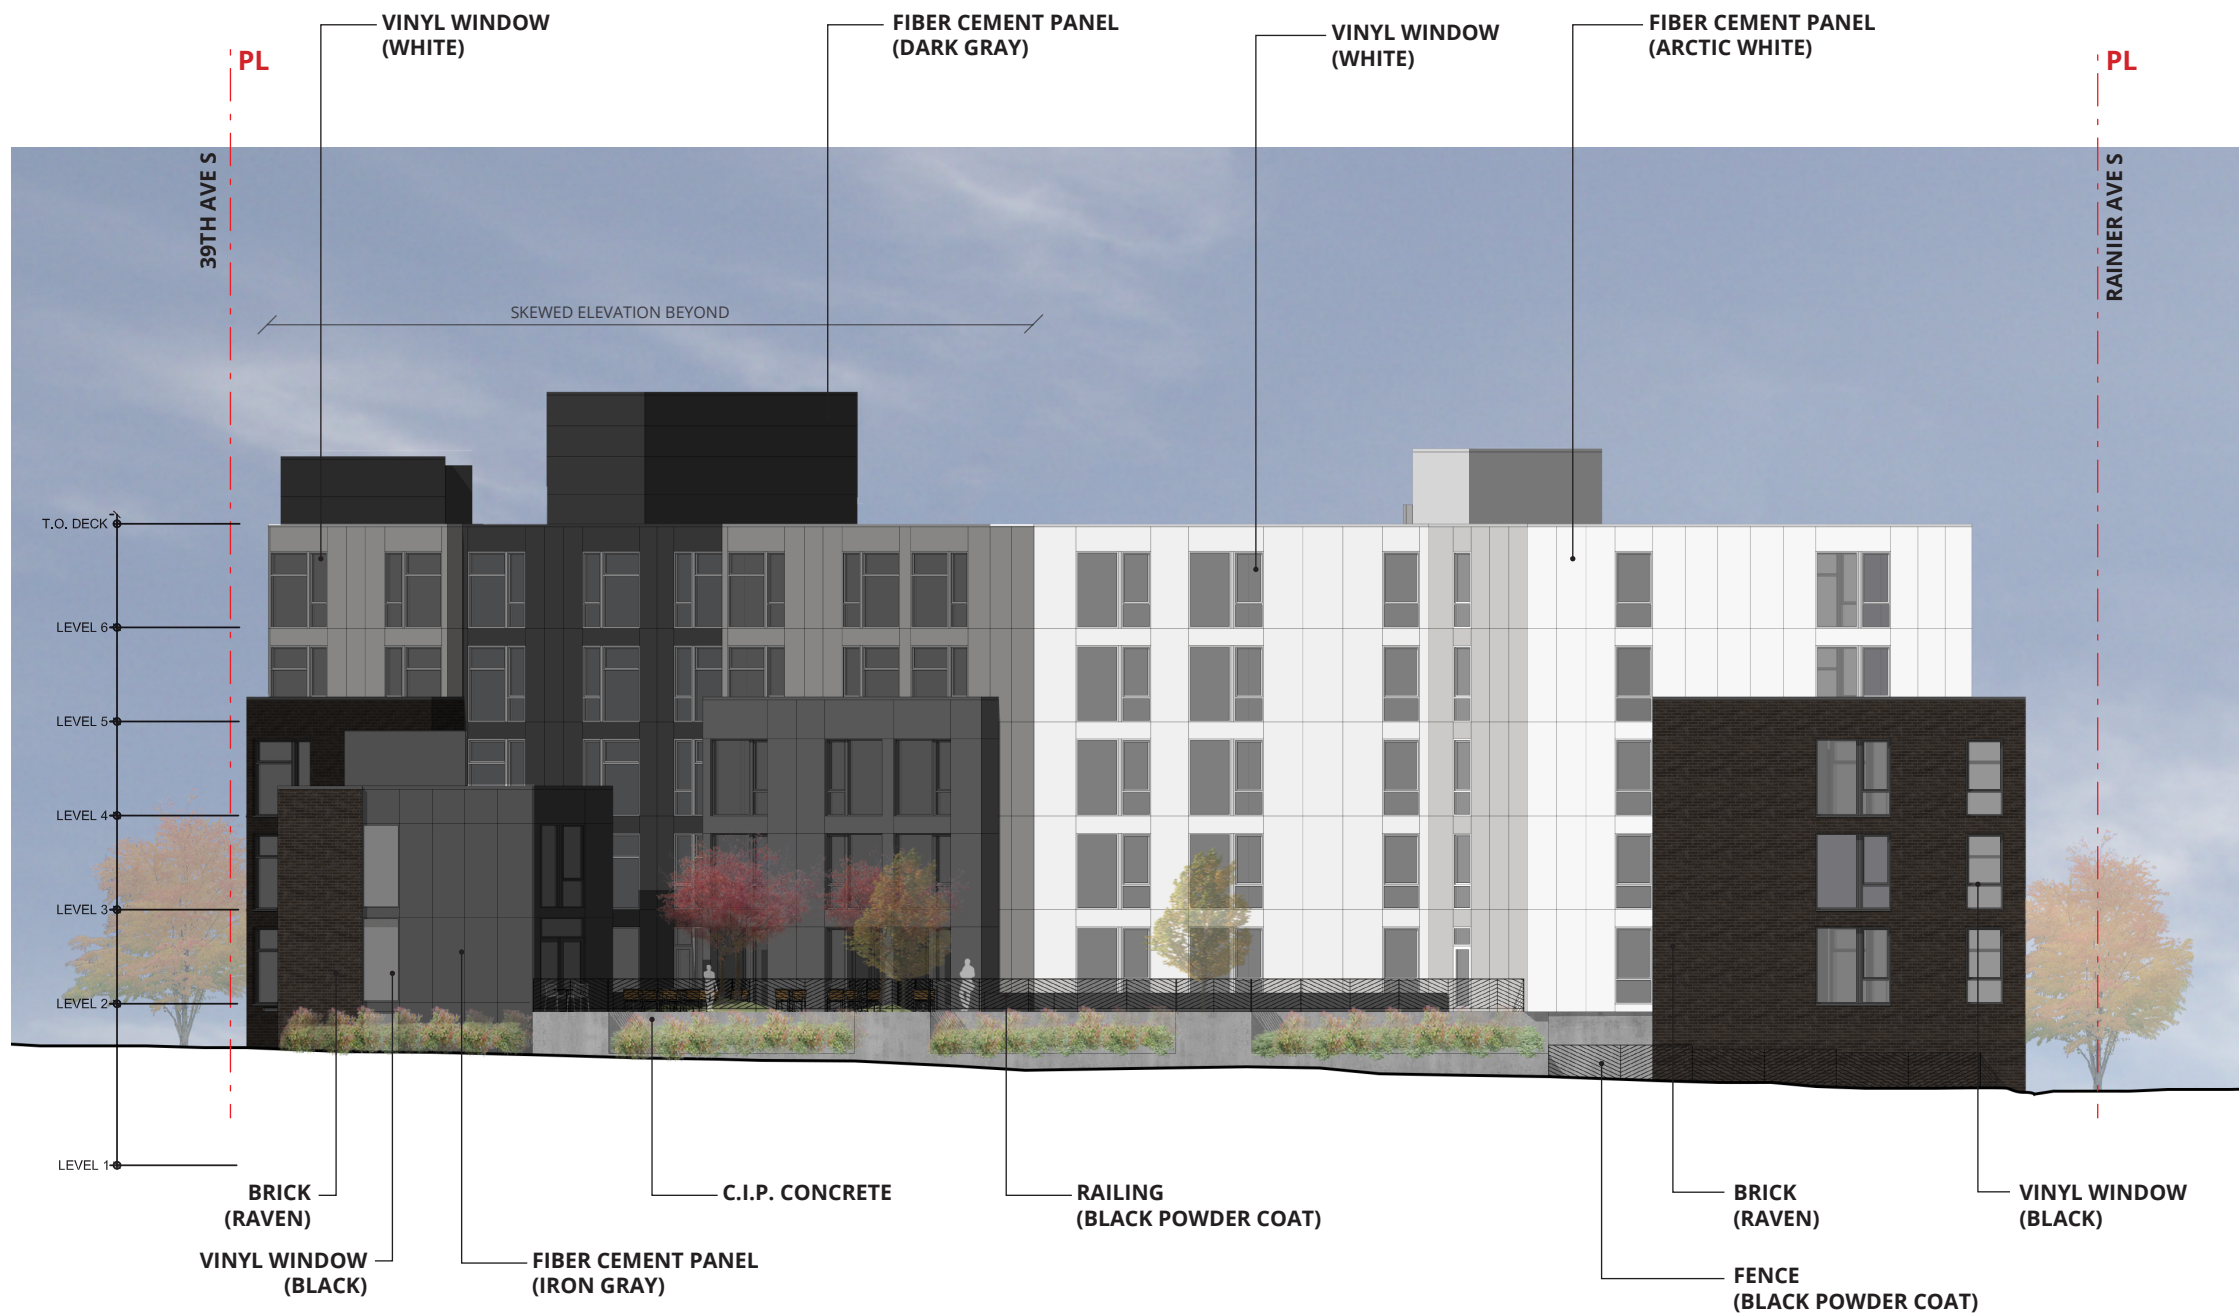 VINYL WINDOW
(WHITE)
FIBER CEMENT PANEL
(DARK GRAY)
VINYL WINDOW
(WHITE)
FIBER CEMENT PANEL
(ARCTIC WHITE)
PL
PL
39TH AVE S
RAINIER AVE S
SKEWED ELEVATION BEYOND
T.O. DECK
LEVEL 6
LEVEL 5
LEVEL 4
LEVEL 3
LEVEL 2
LEVEL 1
BRICK
(RAVEN)
C.I.P. CONCRETE
RAILING
(BLACK POWDER COAT)
BRICK
(RAVEN)
VINYL WINDOW
(BLACK)
VINYL WINDOW
(BLACK)
FIBER CEMENT PANEL
(IRON GRAY)
FENCE
(BLACK POWDER COAT)